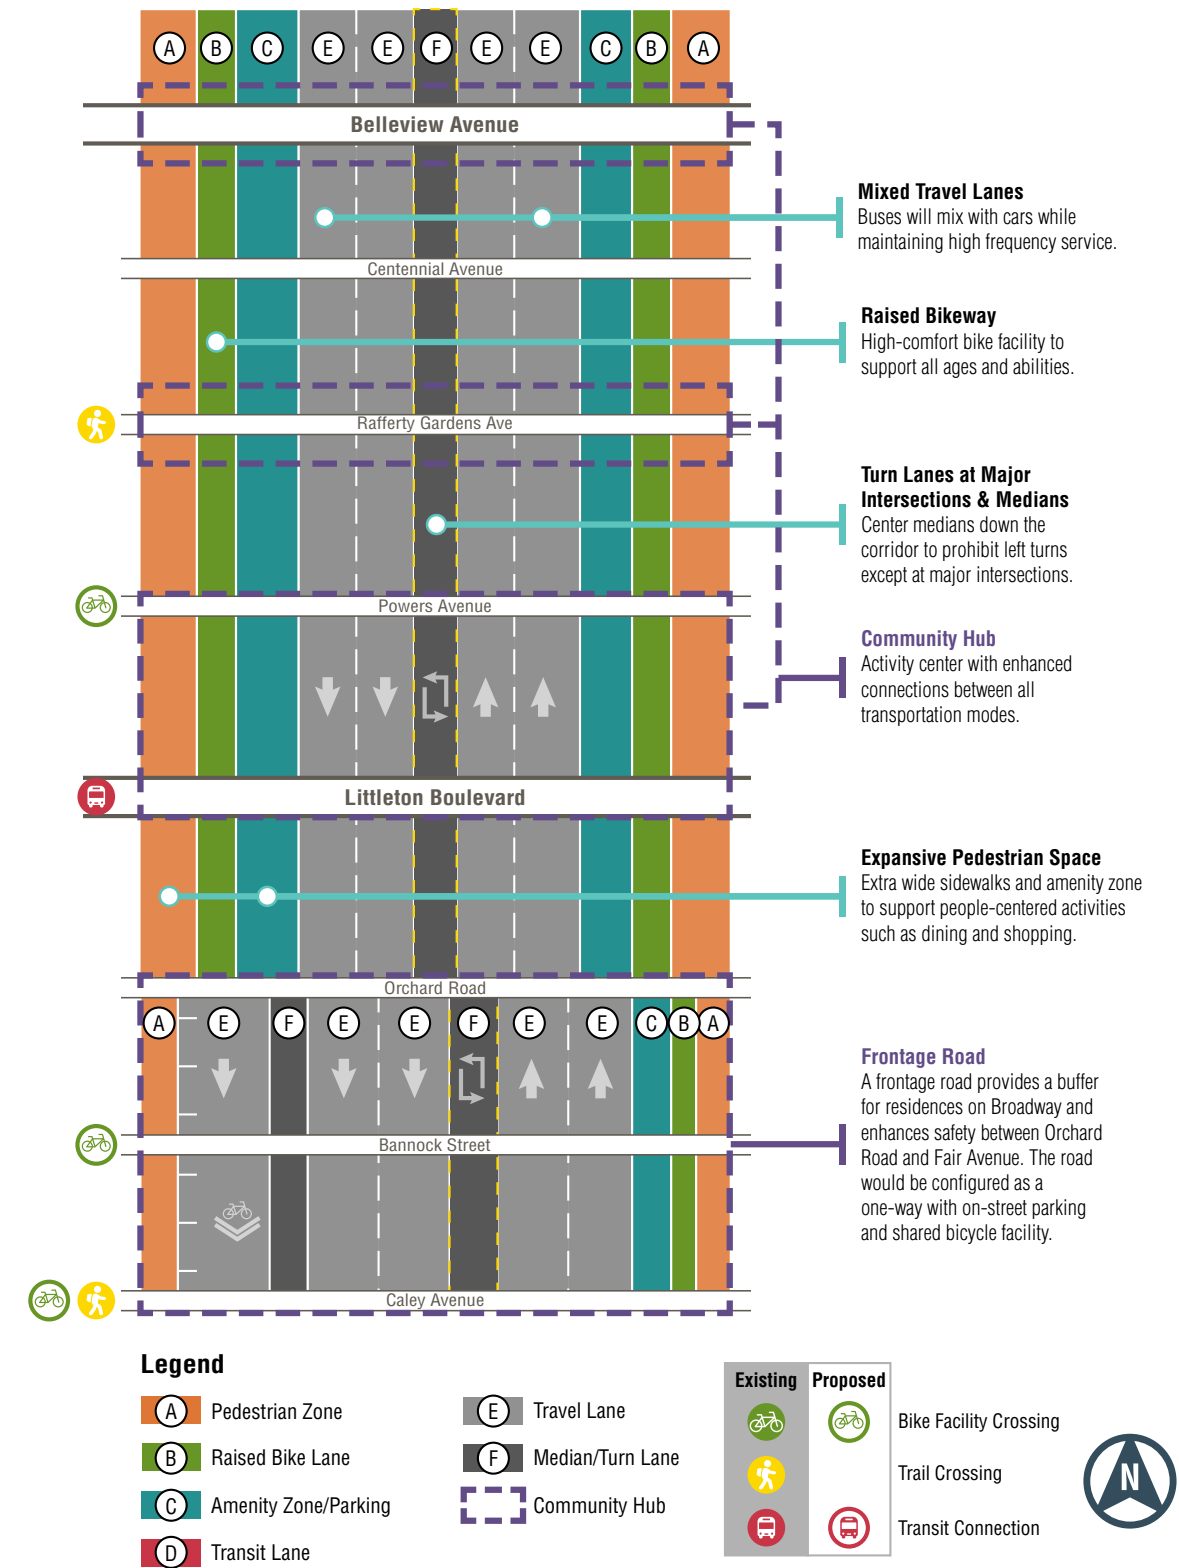 A B C E E F E E C B A
Belleview Avenue
Mixed Travel Lanes
Buses will mix with cars while
maintaining high frequency service.
Centennial Avenue
Raised Bikeway
High-comfort bike facility to
support all ages and abilities.
Rafferty Gardens Ave
Turn Lanes at Major
Intersections & Medians
Center medians down the
corridor to prohibit left turns
except at major intersections.
Powers Avenue
Community Hub
Activity center with enhanced
connections between all
transportation modes.
Littleton Boulevard
Expansive Pedestrian Space
Extra wide sidewalks and amenity zone
to support people-centered activities
such as dining and shopping.
Orchard Road
A E F E E F E E C B A
Frontage Road
A frontage road provides a buffer
for residences on Broadway and
enhances safety between Orchard
Road and Fair Avenue. The road
would be configured as a
one-way with on-street parking
and shared bicycle facility.
Bannock Street
Caley Avenue
Legend
A Pedestrian Zone
B Raised Bike Lane
C Amenity Zone/Parking
D Transit Lane
E Travel Lane
F Median/Turn Lane
Community Hub
Existing Proposed
Bike Facility Crossing
Trail Crossing
Transit Connection
N